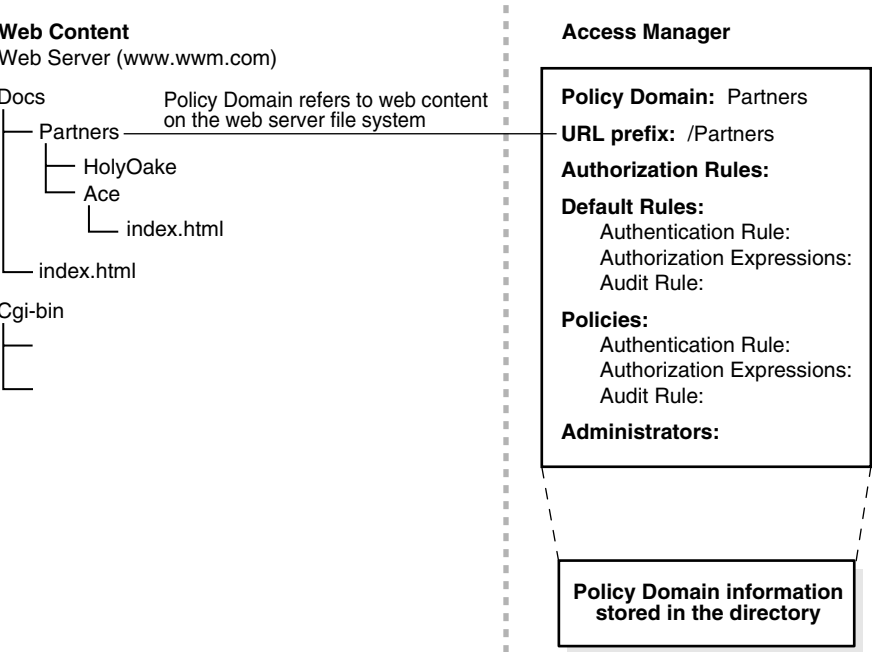 Web Content
Web Server (www.wwm.com)
Docs
Policy Domain refers to web content
on the web server file system
Partners
HolyOake
Ace
index.html
index.html
Cgi-bin
Access Manager
Policy Domain: Partners
URL prefix: /Partners
Authorization Rules:
Default Rules:
Authentication Rule:
Authorization Expressions:
Audit Rule:
Policies:
Authentication Rule:
Authorization Expressions:
Audit Rule:
Administrators:
Policy Domain information
stored in the directory